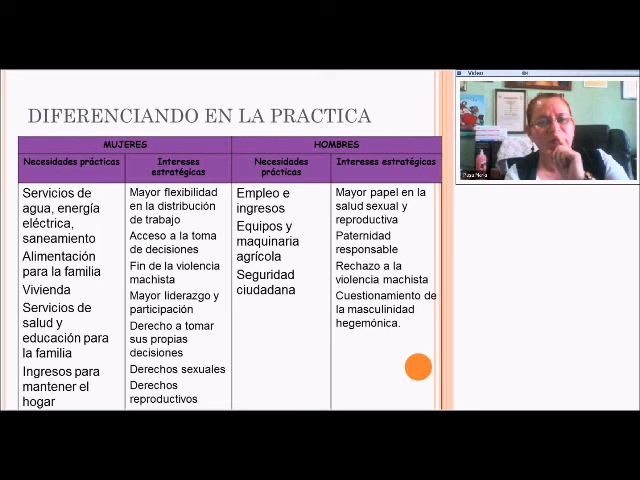 DIFERENCIANDO EN LA PRACTICA
MUJERES
HOMBRES
Necesidades prácticas
Intereses
estratégicas
Necesidades
prácticas
Intereses estratégicas
Servicios de
agua, energía
eléctrica,
saneamiento
Alimentación
para la familia
Vivienda
Servicios de
salud y
educación para
la familia
Ingresos para
mantener el
hogar
Mayor flexibilidad
en la distribución
de trabajo
Acceso a la toma
de decisiones
Fin de la violencia
machista
Mayor liderazgo y
participación
Derecho a tomar
sus propias
decisiones
Derechos sexuales
Derechos
reproductivos
Empleo e
ingresos
Equipos y
maquinaria
agrícola
Seguridad
ciudadana
Mayor papel en la
salud sexual y
reproductiva
Paternidad
responsable
Rechazo a la
violencia machista
Cuestionamiento de
la masculinidad
hegemónica.
Video